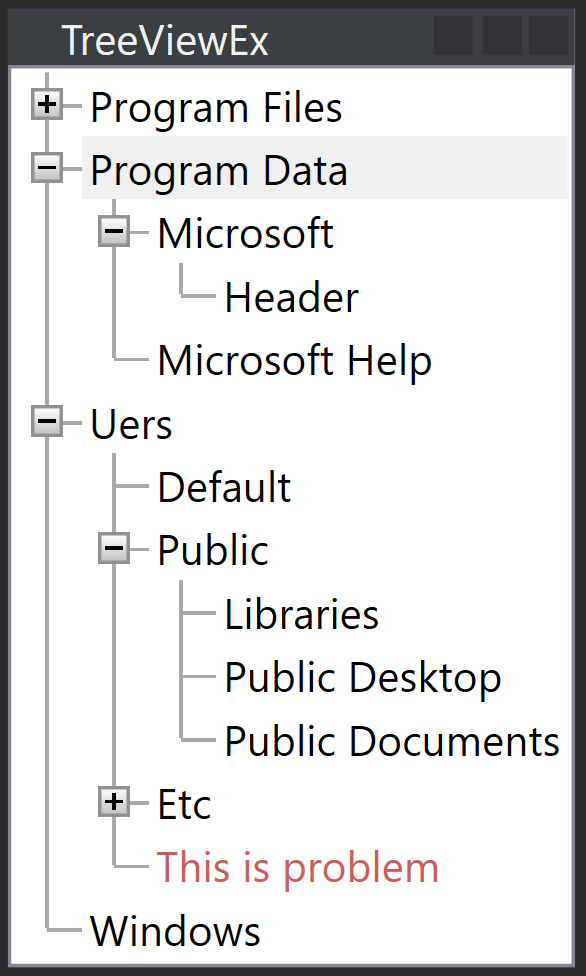 TreeViewEx
Program Files
Program Data
Microsoft
Header
Microsoft Help
Uers
Default
Public
Libraries
Public Desktop
Public Documents
Etc
This is problem
Windows